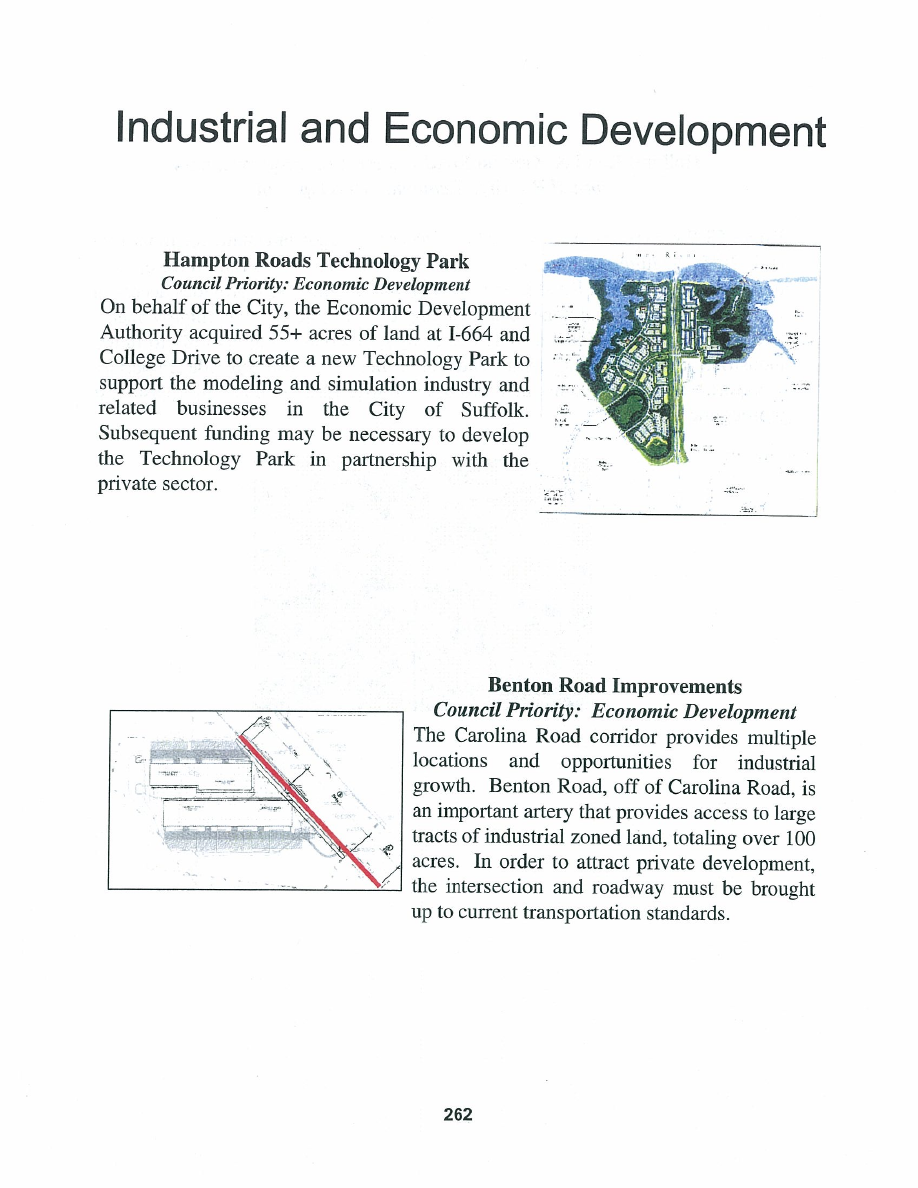 Industrial and Economic Development
Hampton Roads Technology Park
Council Priority: Economic Development
On behalf of the City, the Economic Development
Authority acquired 55+ acres of land at I-664 and
College Drive to create a new Technology Park to
support the modeling and simulation industry and
related businesses in the City of Suffolk.
Subsequent funding may be necessary to develop
the Technology Park in partnership with the
private sector.
Benton Road Improvements
Council Priority: Economic Development
The Carolina Road corridor provides multiple
locations and opportunities for industrial
growth. Benton Road, off of Carolina Road, is
an important artery that provides access to large
tracts of industrial zoned land, totaling over 100
acres. In order to attract private development,
the intersection and roadway must be brought
up to current transportation standards.
262